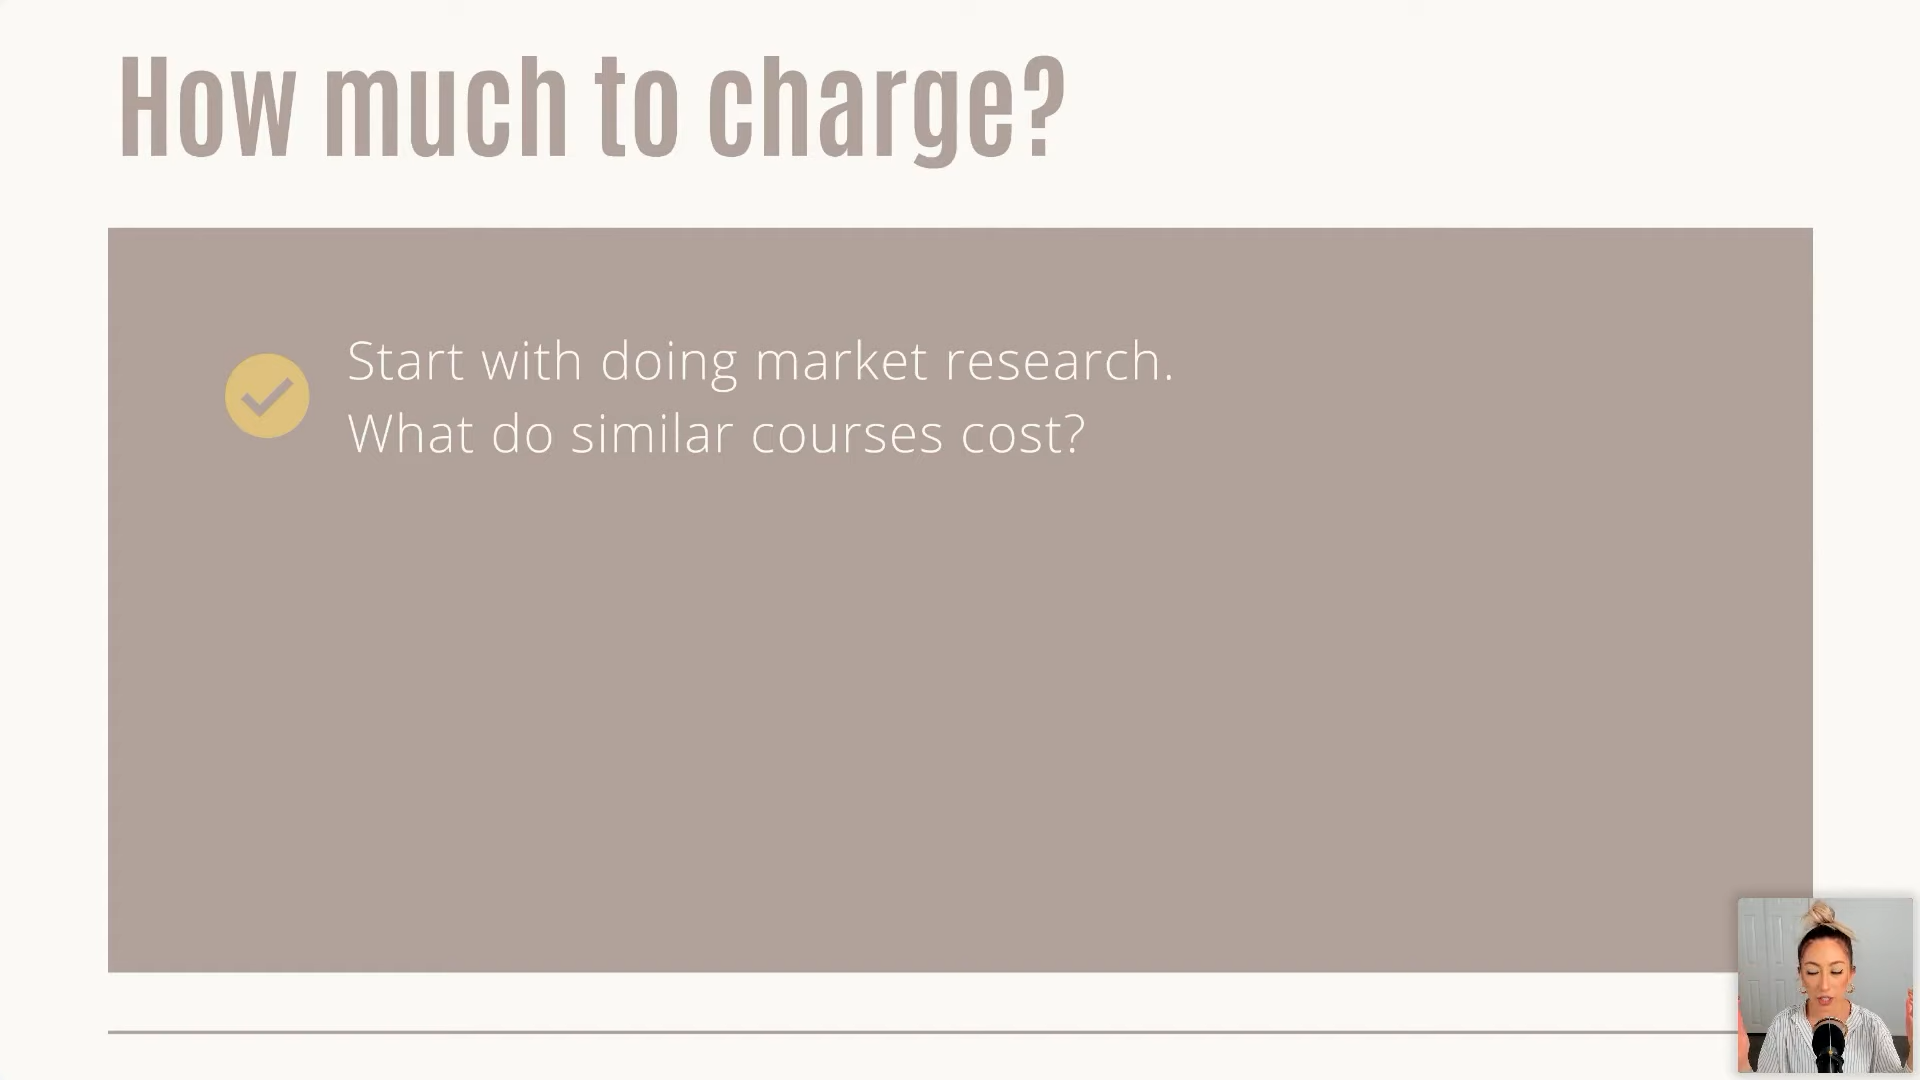 How much to charge?
Start with doing market research.
What do similar courses cost?